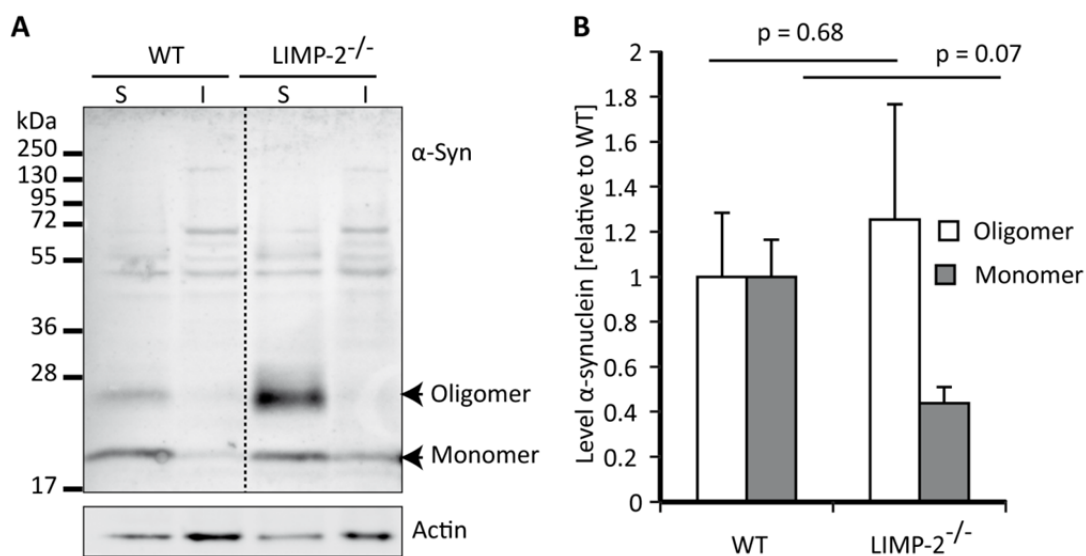 A
WT LIMP-2-/-
S I S I
kDa
250
130
95
72
55
36
28
17
α-Syn
Oligomer
Monomer
Actin
B
p = 0.68
p = 0.07
Level α-synuclein [relative to WT]
2
1.8
1.6
1.4
1.2
1
0.8
0.6
0.4
0.2
0
Oligomer
Monomer
WT LIMP-2-/-